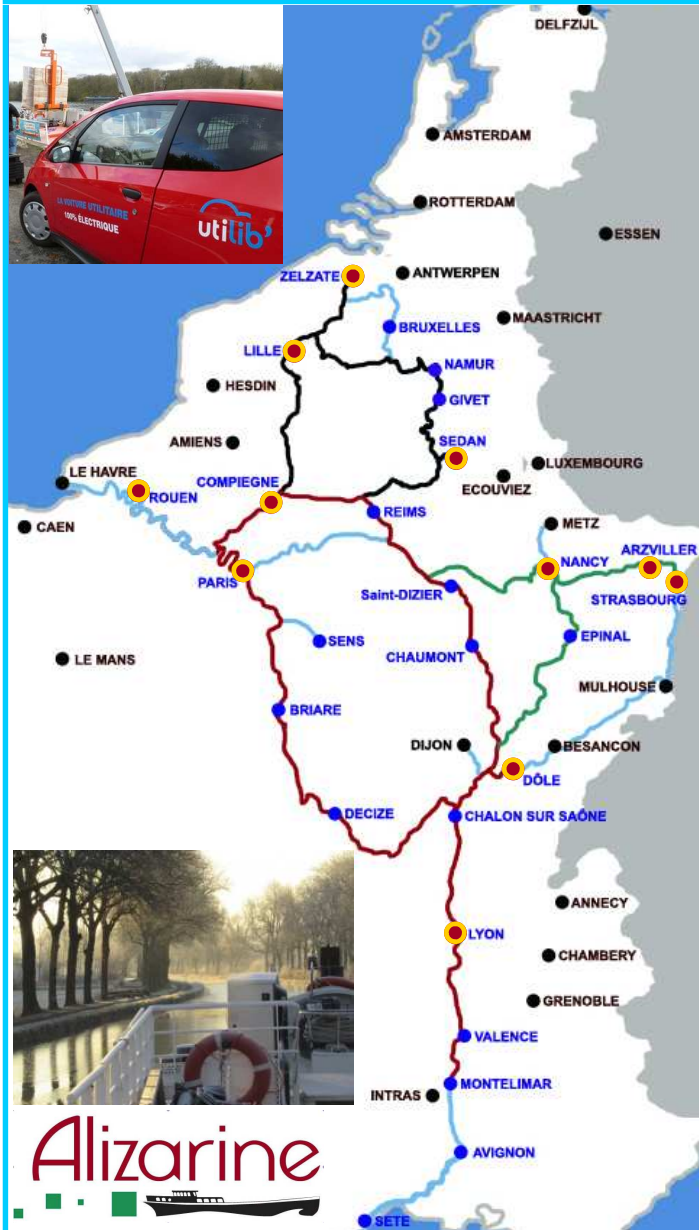 DELFZIJL
AMSTERDAM
ROTTERDAM
ESSEN
LA VOITURE UTILITAIRE
100% ÉLECTRIQUE
utilib'
ZELZATE
ANTWERPEN
BRUXELLES
MAASTRICHT
LILLE
NAMUR
HESDIN
GIVET
AMIENS
SEDAN
LUXEMBOURG
LE HAVRE
COMPIEGNE
ECOUVIEZ
ROUEN
REIMS
CAEN
METZ
NANCY
ARZVILLER
PARIS
Saint-DIZIER
STRASBOURG
SENS
EPINAL
CHAUMONT
LE MANS
MULHOUSE
BRIARE
DIJON
BESANCON
DÔLE
DECIZE
CHALON SUR SAÔNE
ANNECY
LYON
CHAMBERY
GRENOBLE
VALENCE
MONTELIMAR
INTRAS
Alizarine
AVIGNON
SETE